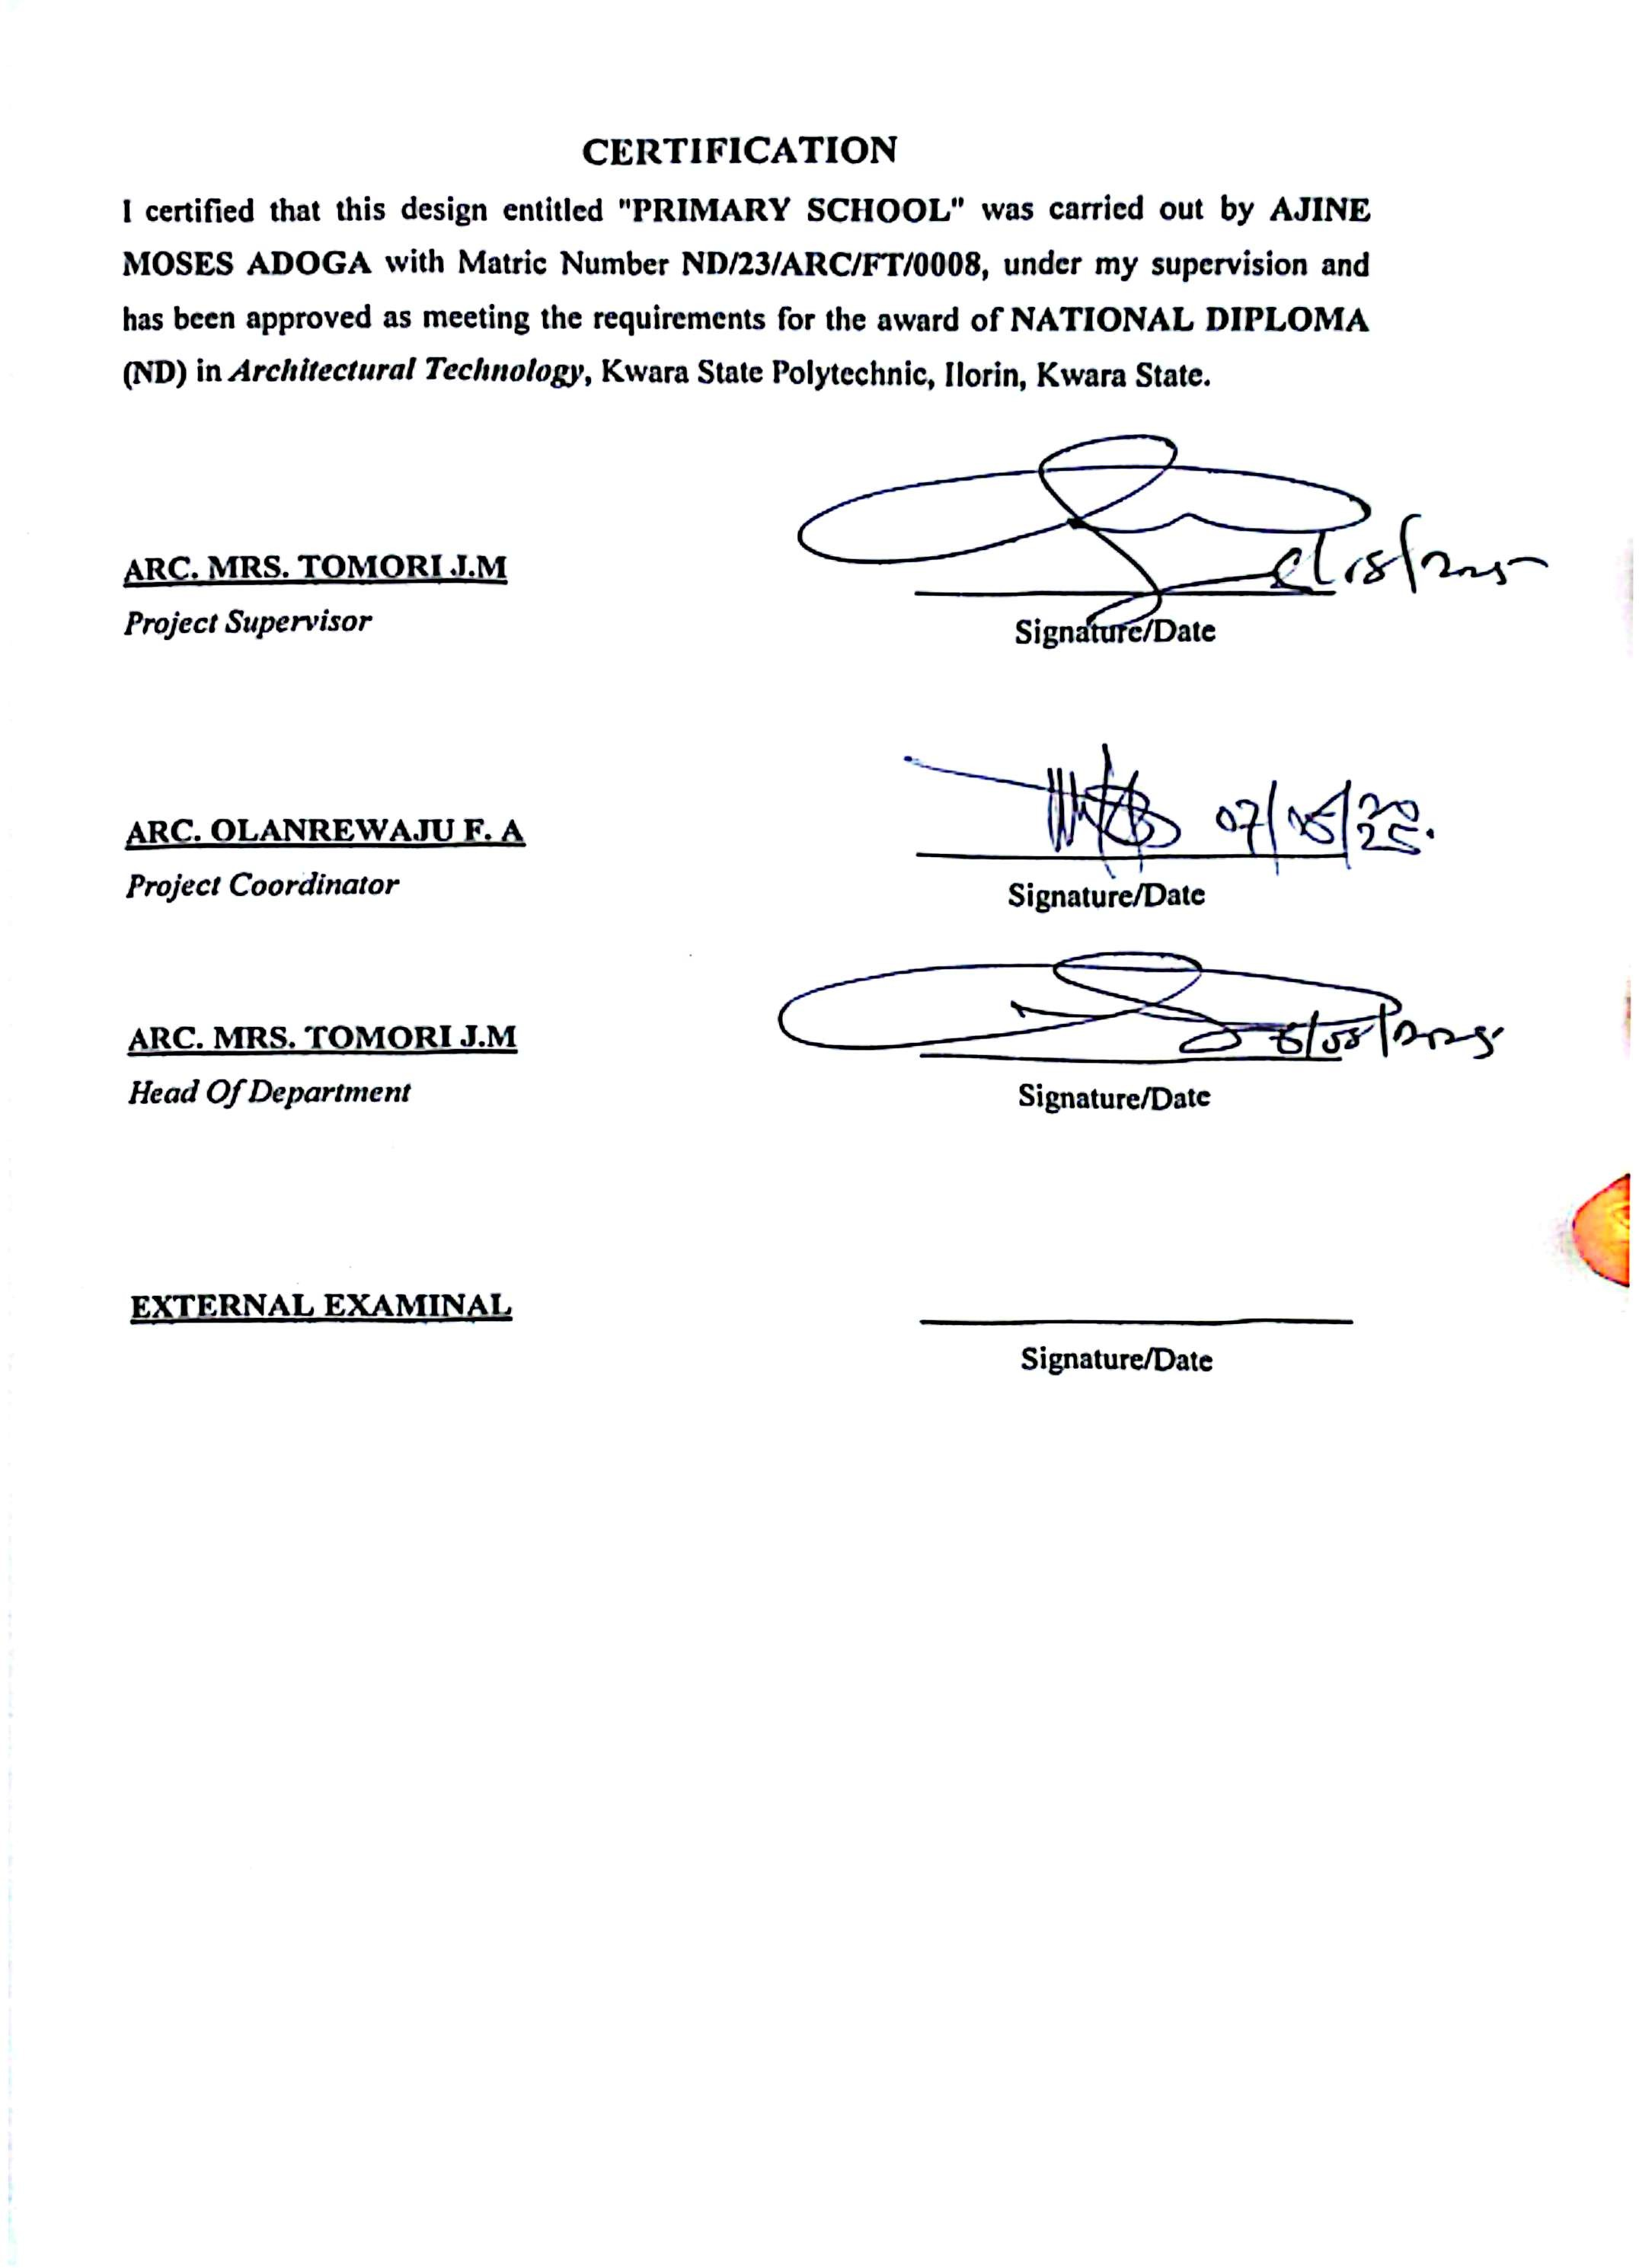 CERTIFICATION
I certified that this design entitled "PRIMARY SCHOOL" was carried out by AJINE
MOSES ADOGA with Matric Number ND/23/ARC/FT/0008, under my supervision and
has been approved as meeting the requirements for the award of NATIONAL DIPLOMA
(ND) in Architectural Technology, Kwara State Polytechnic, Ilorin, Kwara State.
ARC. MRS. TOMORI J.M
Project Supervisor
Signature/Date
07/05/2025.
ARC. OLANREWAJU F. A
Project Coordinator
Signature/Date
ARC. MRS. TOMORI J.M
Head Of Department
Signature/Date
EXTERNAL EXAMINAL
Signature/Date